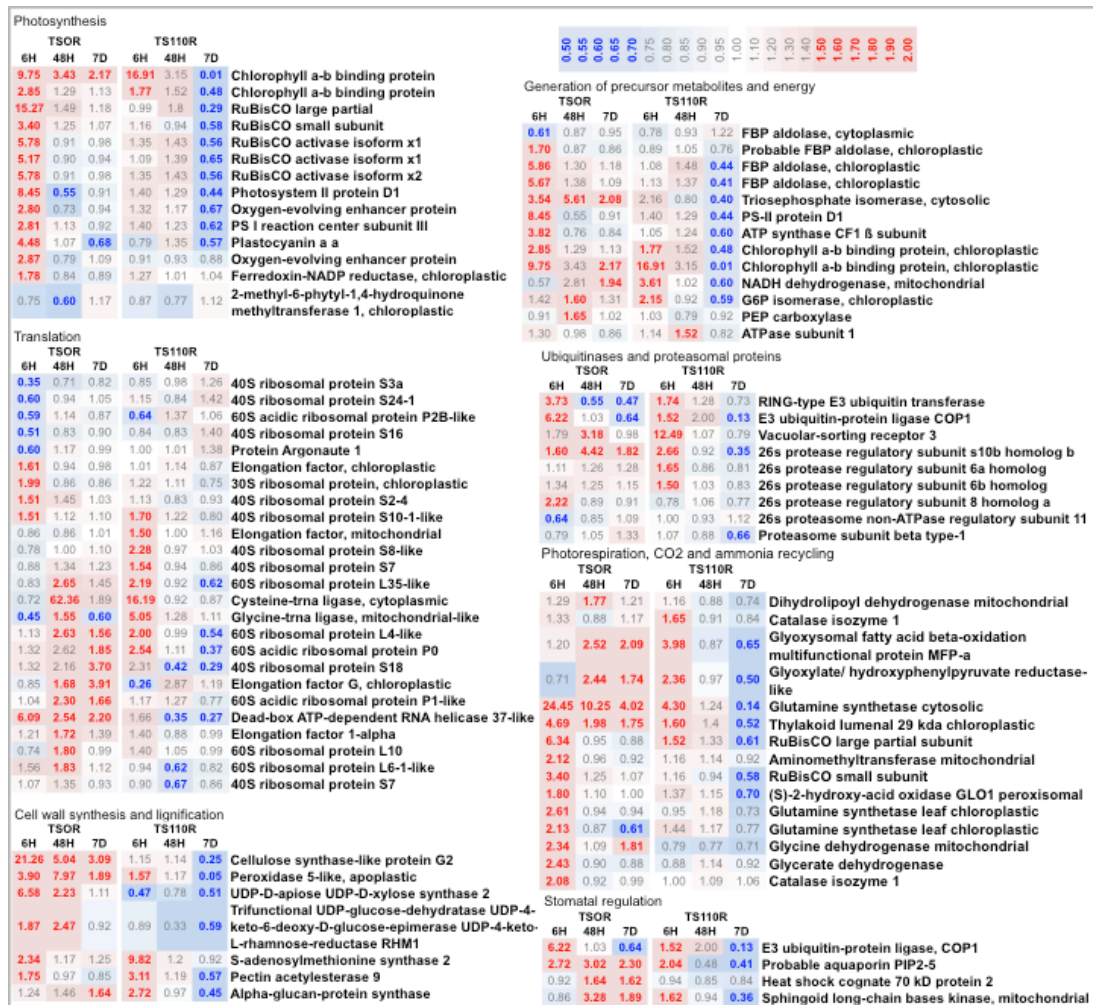 Photosynthesis
TSOR TS110R
6H 48H 7D 6H 48H 7D
9.75 3.43 2.17 16.91 3.15 0.01 Chlorophyll a-b binding protein
2.85 1.29 1.13 1.77 1.52 0.48 Chlorophyll a-b binding protein
15.27 1.49 1.18 0.99 1.8 0.29 RuBisCO large partial
3.40 1.25 1.07 1.16 0.94 0.58 RuBisCO small subunit
5.78 0.91 0.98 1.35 1.43 0.56 RuBisCO activase isoform x1
5.17 0.90 0.94 1.09 1.39 0.65 RuBisCO activase isoform x1
5.78 0.91 0.98 1.35 1.43 0.56 RuBisCO activase isoform x2
8.45 0.55 0.91 1.40 1.29 0.44 Photosystem II protein D1
2.80 0.73 0.94 1.32 1.17 0.67 Oxygen-evolving enhancer protein
2.81 1.13 0.92 1.40 1.23 0.62 PS I reaction center subunit III
4.48 1.07 0.68 0.79 1.35 0.57 Plastocyanin a a
2.87 0.79 1.09 0.91 0.93 0.88 Oxygen-evolving enhancer protein
1.78 0.84 0.89 1.27 1.01 1.04 Ferredoxin-NADP reductase, chloroplastic
0.75 0.60 1.17 0.87 0.77 1.12 2-methyl-6-phytyl-1,4-hydroquinone
methyltransferase 1, chloroplastic
Translation
TSOR TS110R
6H 48H 7D 6H 48H 7D
0.35 0.71 0.82 0.85 0.98 1.26 40S ribosomal protein S3a
0.60 0.94 1.05 1.15 0.84 1.42 40S ribosomal protein S24-1
0.59 1.14 0.87 0.64 1.37 1.06 60S acidic ribosomal protein P2B-like
0.51 0.83 0.90 0.84 0.83 1.40 40S ribosomal protein S16
0.60 1.17 0.99 1.00 1.01 1.38 Protein Argonaute 1
1.61 0.94 0.98 1.01 1.14 0.87 Elongation factor, chloroplastic
1.99 0.86 0.86 1.22 1.11 0.75 30S ribosomal protein, chloroplastic
1.51 1.45 1.03 1.13 0.83 0.93 40S ribosomal protein S2-4
1.51 1.12 1.10 1.70 1.22 0.80 40S ribosomal protein S10-1-like
0.86 0.86 1.01 1.50 1.00 1.16 Elongation factor, mitochondrial
0.78 1.00 1.10 2.28 0.97 1.03 40S ribosomal protein S8-like
0.88 1.34 1.23 1.54 0.94 0.86 40S ribosomal protein S7
0.83 2.65 1.45 2.19 0.92 0.62 60S ribosomal protein L35-like
0.72 62.36 1.89 16.19 0.92 0.87 Cysteine-trna ligase, cytoplasmic
0.45 1.55 0.60 5.05 1.28 1.11 Glycine-trna ligase, mitochondrial-like
1.13 2.63 1.56 2.00 0.99 0.54 60S ribosomal protein L4-like
1.32 2.62 1.85 2.54 1.11 0.37 60S acidic ribosomal protein P0
1.32 2.16 3.70 2.31 0.42 0.29 40S ribosomal protein S18
0.85 1.68 3.91 0.26 2.87 1.19 Elongation factor G, chloroplastic
1.04 2.30 1.66 1.17 1.27 0.77 60S acidic ribosomal protein P1-like
6.09 2.54 2.20 1.66 0.35 0.27 Dead-box ATP-dependent RNA helicase 37-like
1.21 1.72 1.39 1.40 0.88 0.99 Elongation factor 1-alpha
0.74 1.80 0.99 1.40 1.05 0.99 60S ribosomal protein L10
1.56 1.83 1.12 0.94 0.62 0.82 60S ribosomal protein L6-1-like
1.07 1.35 0.93 0.90 0.67 0.86 40S ribosomal protein S7
Cell wall synthesis and lignification
TSOR TS110R
6H 48H 7D 6H 48H 7D
21.26 5.04 3.09 1.15 1.14 0.25 Cellulose synthase-like protein G2
3.90 7.97 1.89 1.57 1.17 0.05 Peroxidase 5-like, apoplastic
6.58 2.23 1.11 0.47 0.78 0.51 UDP-D-apiose UDP-D-xylose synthase 2
Trifunctional UDP-glucose-dehydratase UDP-4-
1.87 2.47 0.92 0.89 0.33 0.59 keto-6-deoxy-D-glucose-epimerase UDP-4-keto-
L-rhamnose-reductase RHM1
2.34 1.17 1.25 9.82 1.2 0.92 S-adenosylmethionine synthase 2
1.75 0.97 0.85 3.11 1.19 0.57 Pectin acetylesterase 9
1.24 1.46 1.64 2.72 0.97 0.45 Alpha-glucan-protein synthase
0.50 0.55 0.60 0.65 0.70 0.75 0.80 0.85 0.90 0.95 1.00 1.10 1.20 1.30 1.40 1.50 1.60 1.70 1.80 1.90 2.00
Generation of precursor metabolites and energy
TSOR TS110R
6H 48H 7D 6H 48H 7D
0.61 0.87 0.95 0.78 0.93 1.22 FBP aldolase, cytoplasmic
1.70 0.87 0.86 0.89 1.05 0.76 Probable FBP aldolase, chloroplastic
5.86 1.30 1.18 1.08 1.48 0.44 FBP aldolase, chloroplastic
5.67 1.38 1.09 1.13 1.37 0.41 FBP aldolase, chloroplastic
3.54 5.61 2.08 2.16 0.80 0.40 Triosephosphate isomerase, cytosolic
8.45 0.55 0.91 1.40 1.29 0.44 PS-II protein D1
3.82 0.76 0.84 1.05 1.24 0.60 ATP synthase CF1 ß subunit
2.85 1.29 1.13 1.77 1.52 0.48 Chlorophyll a-b binding protein, chloroplastic
9.75 3.43 2.17 16.91 3.15 0.01 Chlorophyll a-b binding protein, chloroplastic
0.57 2.81 1.94 3.61 1.02 0.60 NADH dehydrogenase, mitochondrial
1.42 1.60 1.31 2.15 0.92 0.59 G6P isomerase, chloroplastic
0.91 1.65 1.02 1.03 0.79 0.92 PEP carboxylase
1.30 0.98 0.86 1.14 1.52 0.82 ATPase subunit 1
Ubiquitinases and proteasomal proteins
TSOR TS110R
6H 48H 7D 6H 48H 7D
3.73 0.55 0.47 1.74 1.28 0.73 RING-type E3 ubiquitin transferase
6.22 1.03 0.64 1.52 2.00 0.13 E3 ubiquitin-protein ligase COP1
1.79 3.18 0.98 12.49 1.07 0.79 Vacuolar-sorting receptor 3
1.60 4.42 1.82 2.66 0.92 0.35 26s protease regulatory subunit s10b homolog b
1.11 1.26 1.28 1.65 0.86 0.81 26s protease regulatory subunit 6a homolog
1.34 1.25 1.15 1.50 1.03 0.83 26s protease regulatory subunit 6b homolog
2.22 0.89 0.91 0.78 1.06 0.77 26s protease regulatory subunit 8 homolog a
0.64 0.85 1.09 1.00 0.93 1.12 26s proteasome non-ATPase regulatory subunit 11
0.79 1.05 1.33 1.07 0.88 0.66 Proteasome subunit beta type-1
Photorespiration, CO2 and ammonia recycling
TSOR TS110R
6H 48H 7D 6H 48H 7D
1.29 1.77 1.21 1.16 0.88 0.74 Dihydrolipoyl dehydrogenase mitochondrial
1.33 0.88 1.17 1.65 0.91 0.84 Catalase isozyme 1
1.20 2.52 2.09 3.98 0.87 0.65 Glyoxysomal fatty acid beta-oxidation
multifunctional protein MFP-a
0.71 2.44 1.74 2.36 0.97 0.50 Glyoxylate/ hydroxyphenylpyruvate reductase-
like
24.45 10.25 4.02 4.30 1.24 0.14 Glutamine synthetase cytosolic
4.69 1.98 1.75 1.60 1.4 0.52 Thylakoid lumenal 29 kda chloroplastic
6.34 0.95 0.88 1.52 1.33 0.61 RuBisCO large partial subunit
2.12 0.96 0.92 1.16 1.14 0.92 Aminomethyltransferase mitochondrial
3.40 1.25 1.07 1.16 0.94 0.58 RuBisCO small subunit
1.80 1.10 1.00 1.37 1.15 0.70 (S)-2-hydroxy-acid oxidase GLO1 peroxisomal
2.61 0.94 0.94 0.95 1.18 0.73 Glutamine synthetase leaf chloroplastic
2.13 0.87 0.61 1.44 1.17 0.77 Glutamine synthetase leaf chloroplastic
2.34 1.09 1.81 0.79 0.77 0.71 Glycine dehydrogenase mitochondrial
2.43 0.90 0.88 0.88 1.14 0.92 Glycerate dehydrogenase
2.08 0.92 0.99 1.00 1.09 1.06 Catalase isozyme 1
Stomatal regulation
TSOR TS110R
6H 48H 7D 6H 48H 7D
6.22 1.03 0.64 1.52 2.00 0.13 E3 ubiquitin-protein ligase, COP1
2.72 3.02 2.30 2.04 0.48 0.41 Probable aquaporin PIP2-5
0.92 1.64 1.62 0.94 0.85 0.84 Heat shock cognate 70 kD protein 2
0.86 3.28 1.89 1.62 0.94 0.36 Sphingoid long-chain bases kinase, mitochondrial